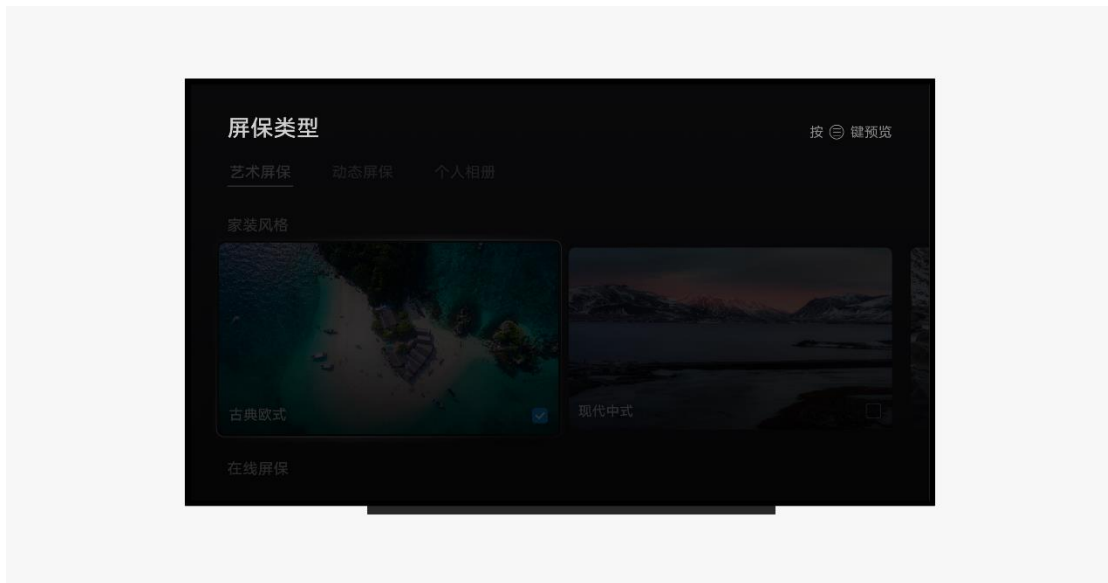 屏保类型
按 键预览
艺术屏保 动态屏保 个人相册
家装风格
古典欧式
现代中式
在线屏保